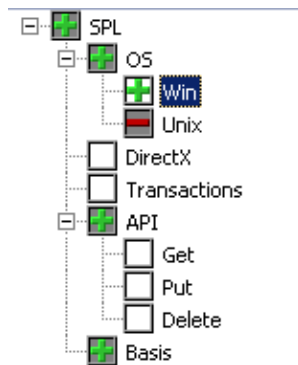 SPL
OS
Win
Unix
DirectX
Transactions
API
Get
Put
Delete
Basis